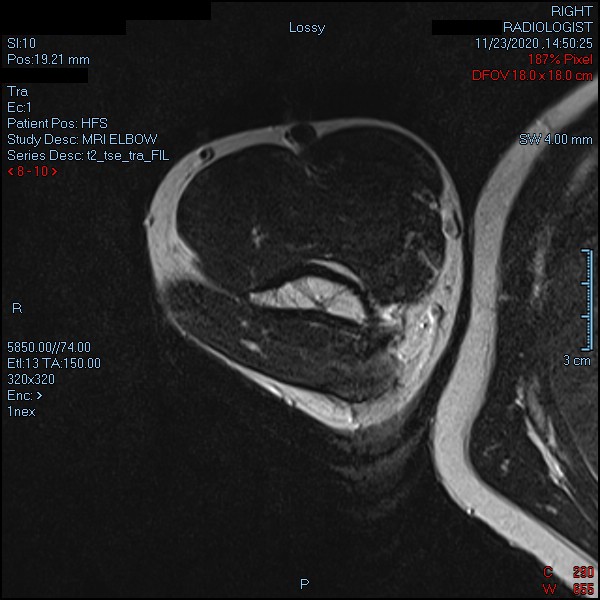 RIGHT
Lossy
RADIOLOGIST
SI:10
11/23/2020 ,14:50:25
Pos:19.21 mm
187% Pixel
DFOV 18.0 x 18.0 cm
Tra
Ec:1
Patient Pos: HFS
Study Desc: MRI ELBOW
SW 4.00 mm
Series Desc: t2_tse_tra_FIL
< 8 - 10 >
R
5850.00//74.00
Etl:13 TA:150.00
3 cm
320x320
Enc: >
1nex
P
C 290
W 655